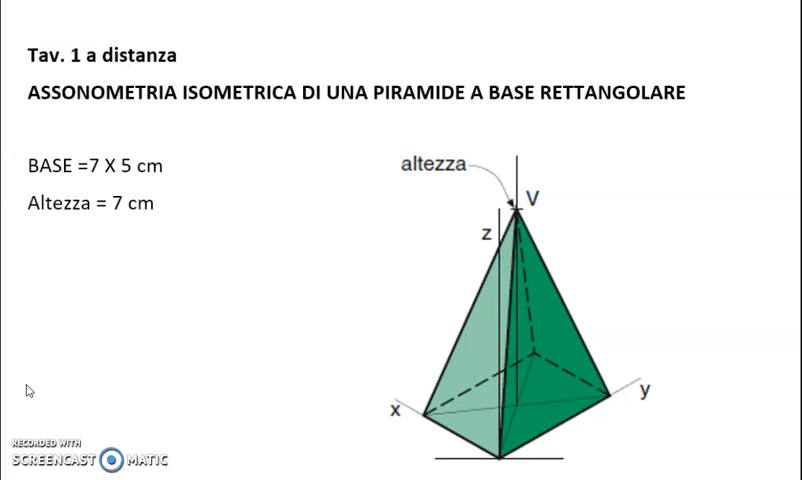 Tav. 1 a distanza
ASSONOMETRIA ISOMETRICA DI UNA PIRAMIDE A BASE RETTANGOLARE
BASE =7 X 5 cm
Altezza = 7 cm
altezza
V
z
x
y
RECORDED WITH
SCREENCAST MATIC